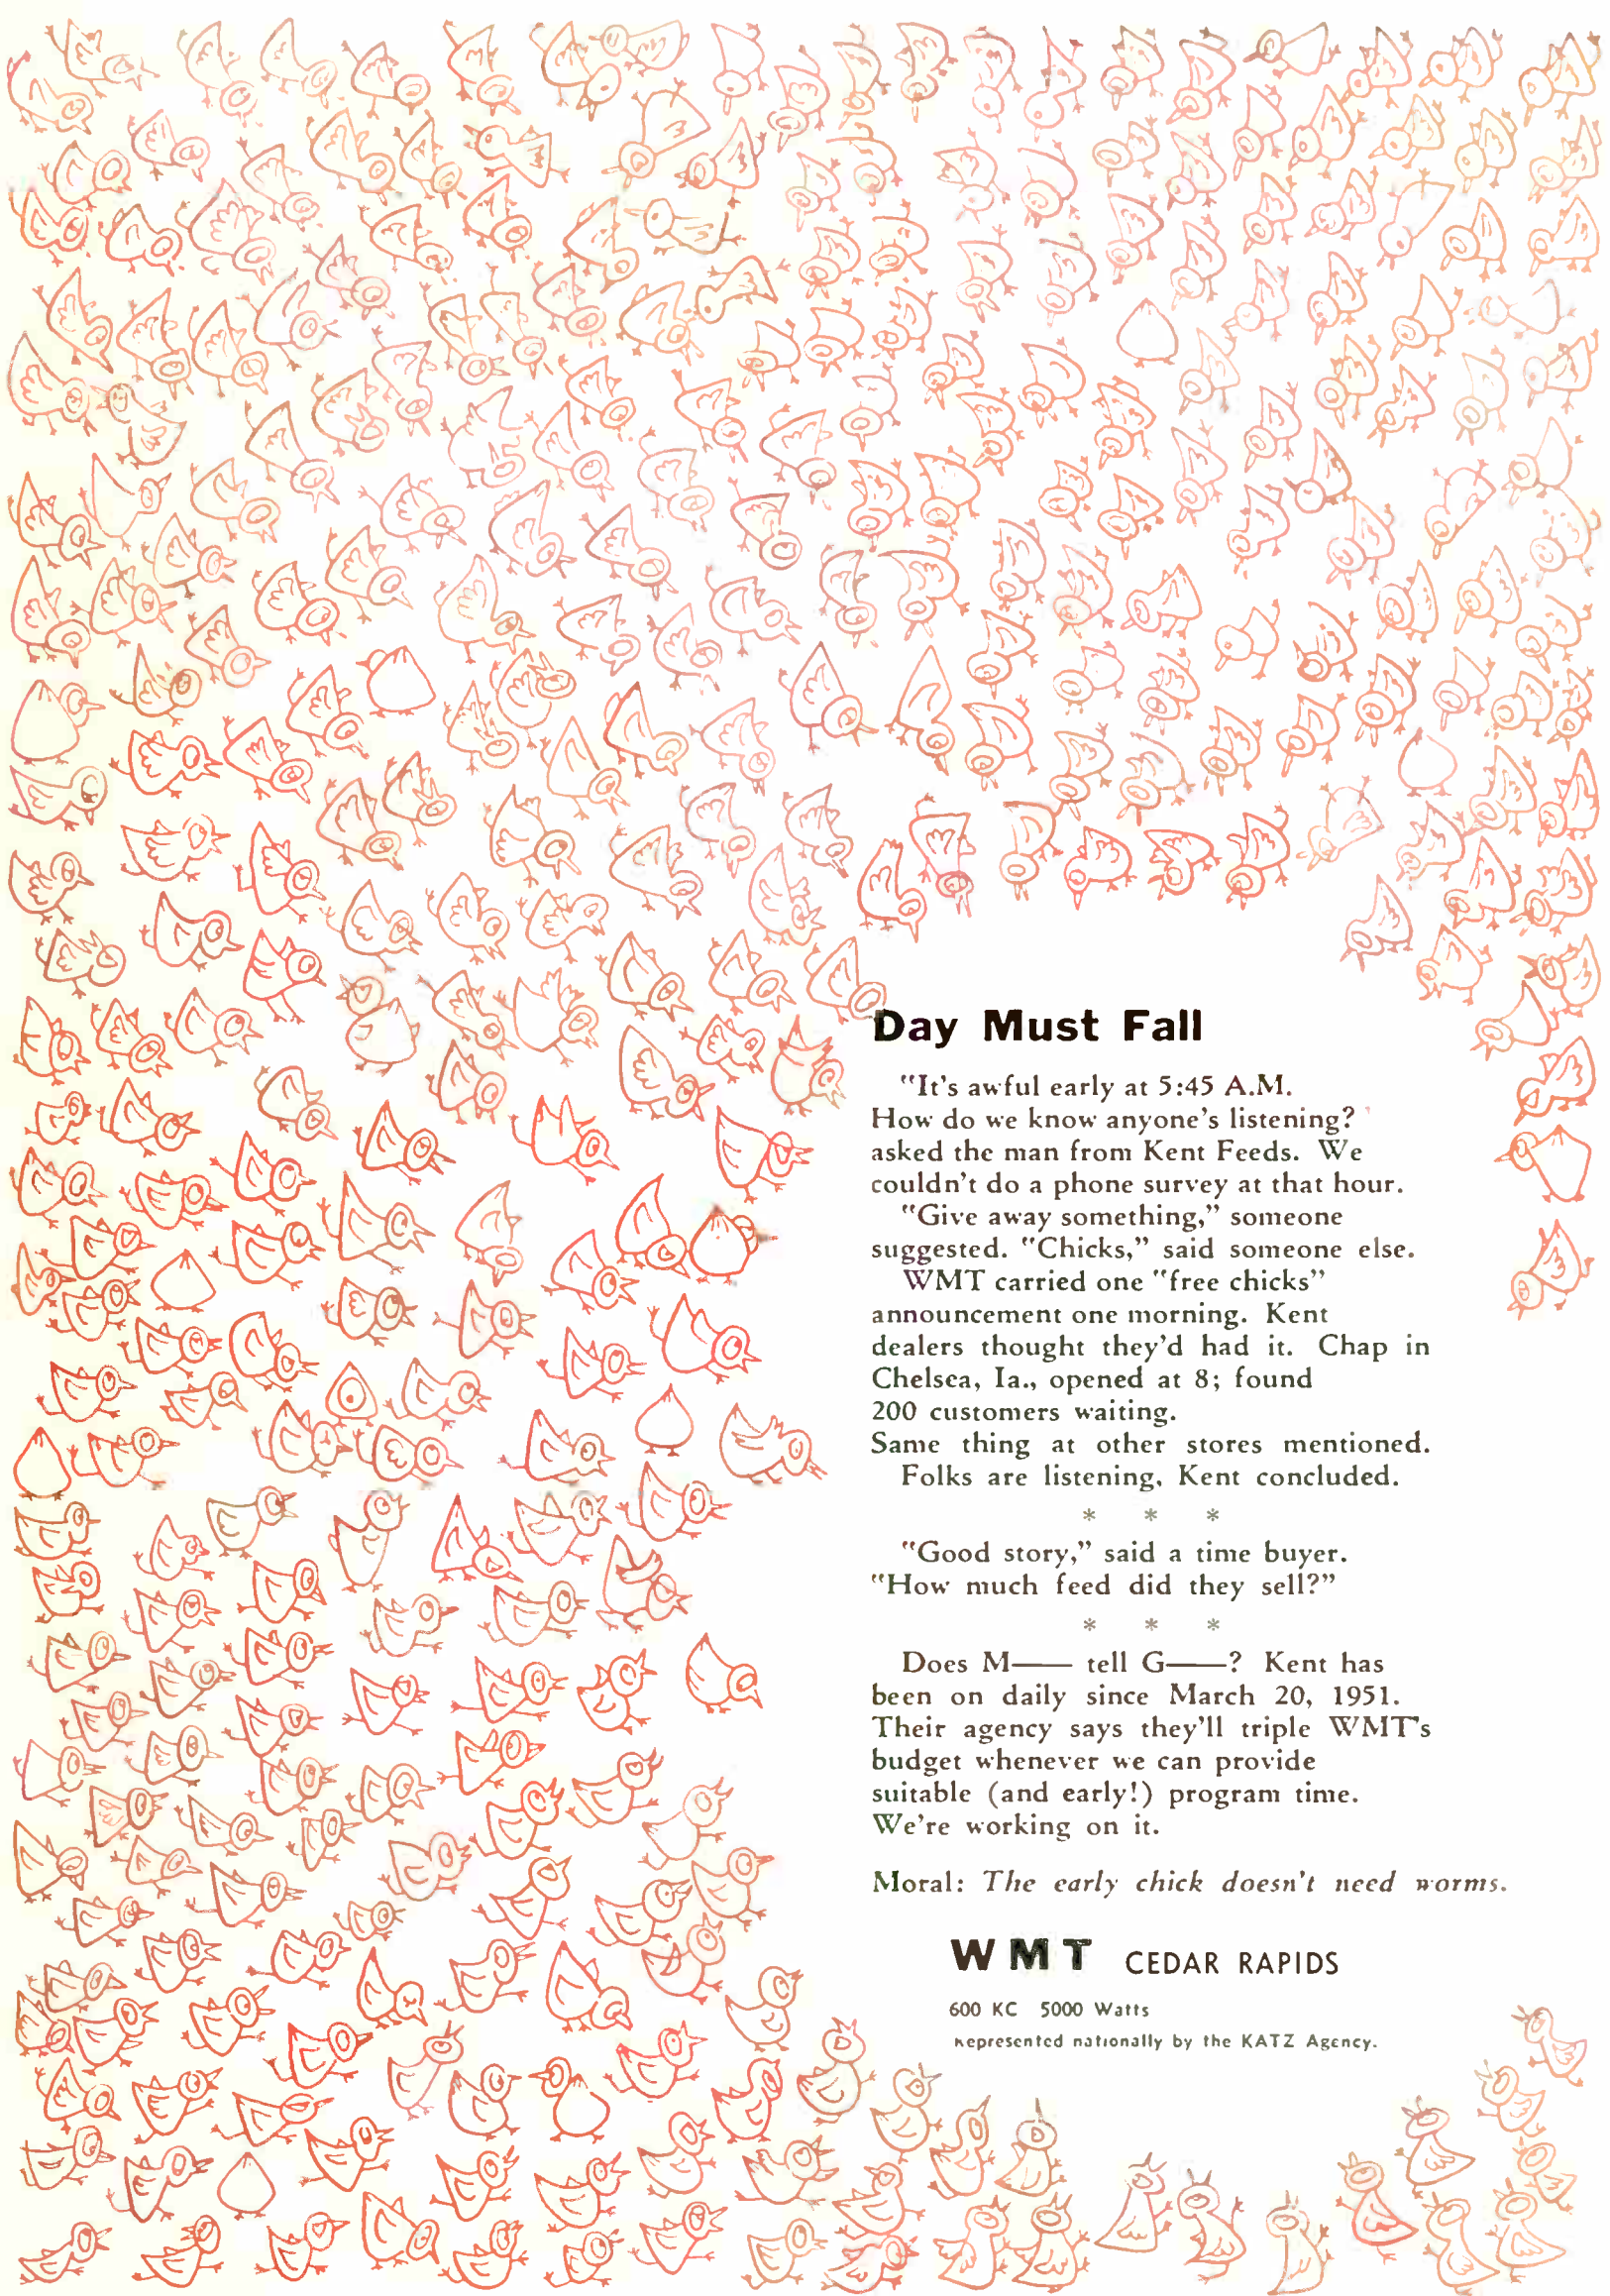 Day Must Fall
"It's awful early at 5:45 A.M.
How do we know anyone's listening?'
asked the man from Kent Feeds. We
couldn't do a phone survey at that hour.
"Give away something," someone
suggested. "Chicks," said someone else.
WMT carried one "free chicks"
announcement one morning. Kent
dealers thought they'd had it. Chap in
Chelsea, Ia., opened at 8; found
200 customers waiting.
Same thing at other stores mentioned.
Folks are listening, Kent concluded.
* * *
"Good story," said a time buyer.
"How much feed did they sell?"
* * *
Does M—— tell G——? Kent has
been on daily since March 20, 1951.
Their agency says they'll triple WMT's
budget whenever we can provide
suitable (and early!) program time.
We're working on it.
Moral: The early chick doesn't need worms.
WMT CEDAR RAPIDS
600 KC 5000 Watts
Represented nationally by the KATZ Agency.